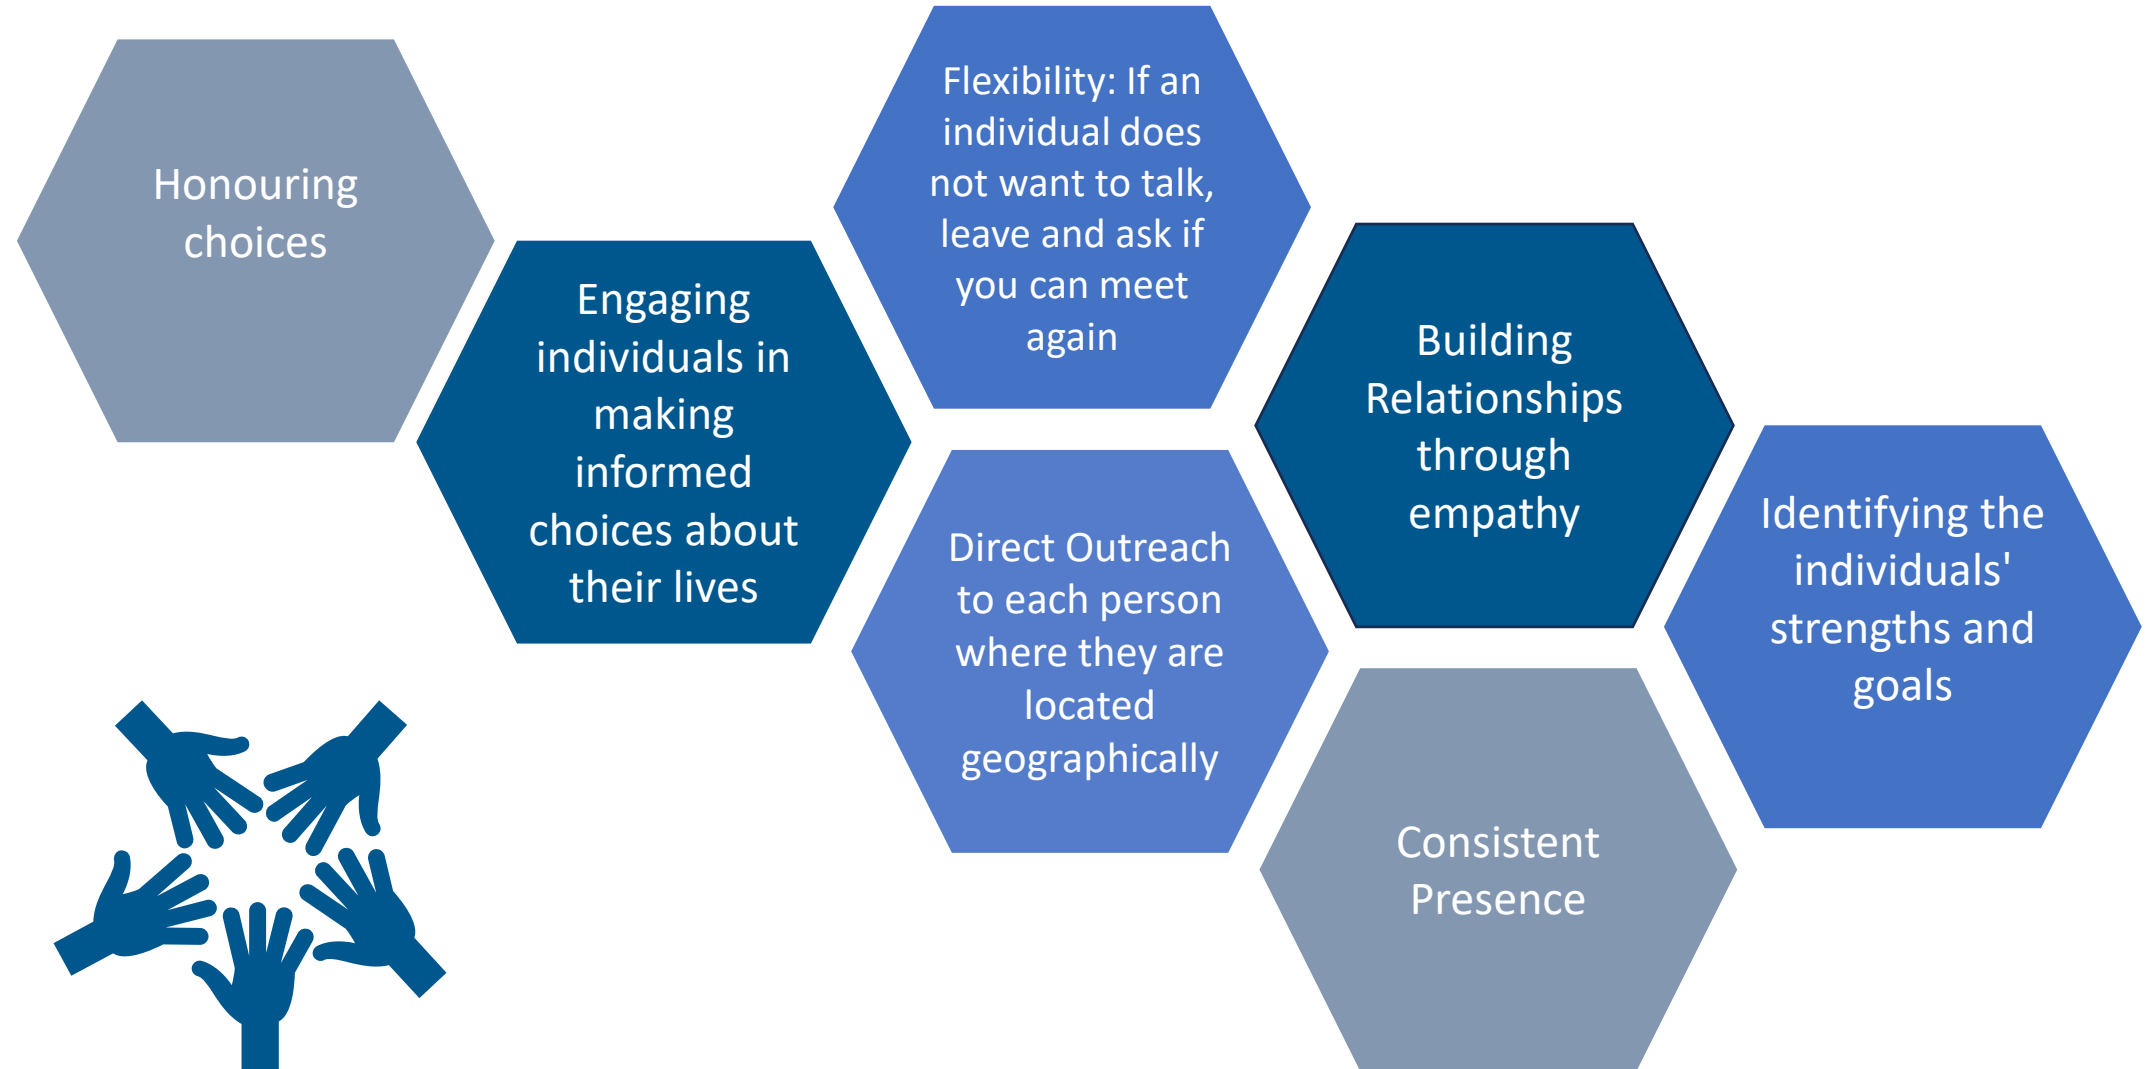 Honouring
choices
Engaging
individuals in
making
informed
choices about
their lives
Flexibility: If an
individual does
not want to talk,
leave and ask if
you can meet
again
Direct Outreach
to each person
where they are
located
geographically
Building
Relationships
through
empathy
Consistent
Presence
Identifying the
individuals'
strengths and
goals